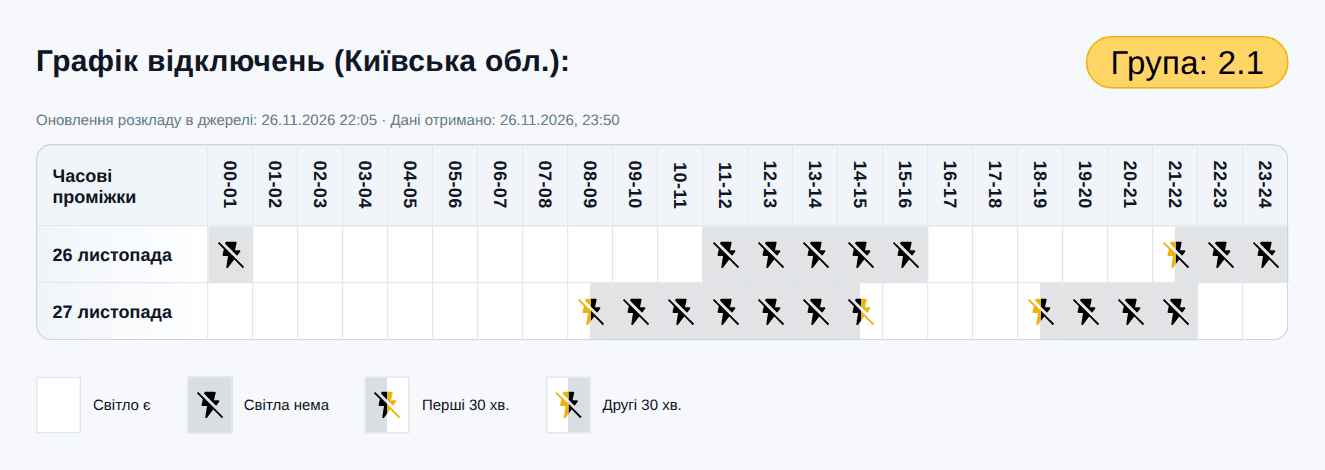 Графік відключень (Київська обл.):
Група: 2.1
Оновлення розкладу в джерелі: 26.11.2026 22:05 · Дані отримано: 26.11.2026, 23:50
Часові проміжки 00-01 01-02 02-03 03-04 04-05 05-06 06-07 07-08 08-09 09-10 10-11 11-12 12-13 13-14 14-15 15-16 16-17 17-18 18-19 19-20 20-21 21-22 22-23 23-24
26 листопада
27 листопада
Світло є Світла нема Перші 30 хв. Другі 30 хв.